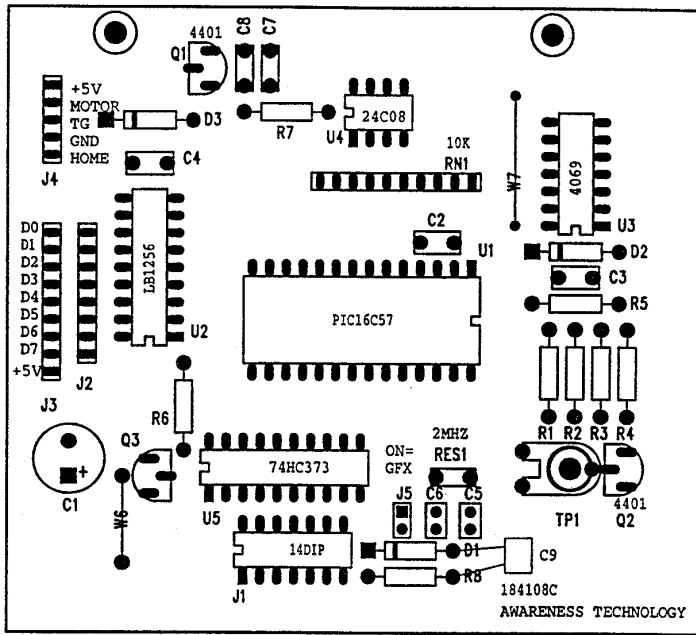 4401
Q1
C8
C7
+5V
MOTOR
TG
GND
HOME
J4
D3
R7
24C08
U4
10K
RN1
W7
4069
U3
C4
D0
D1
D2
D3
D4
D5
D6
D7
+5V
J3
J2
LB1256
U2
C2
U1
PIC16C57
D2
C3
R5
R6
R1
R2
R3
R4
C1
+
Q3
W6
74HC373
U5
ON=
GFX
2MHZ
RES1
J5
C6
C5
TP1
4401
Q2
14DIP
J1
D1
R8
C9
184108C
AWARENESS TECHNOLOGY